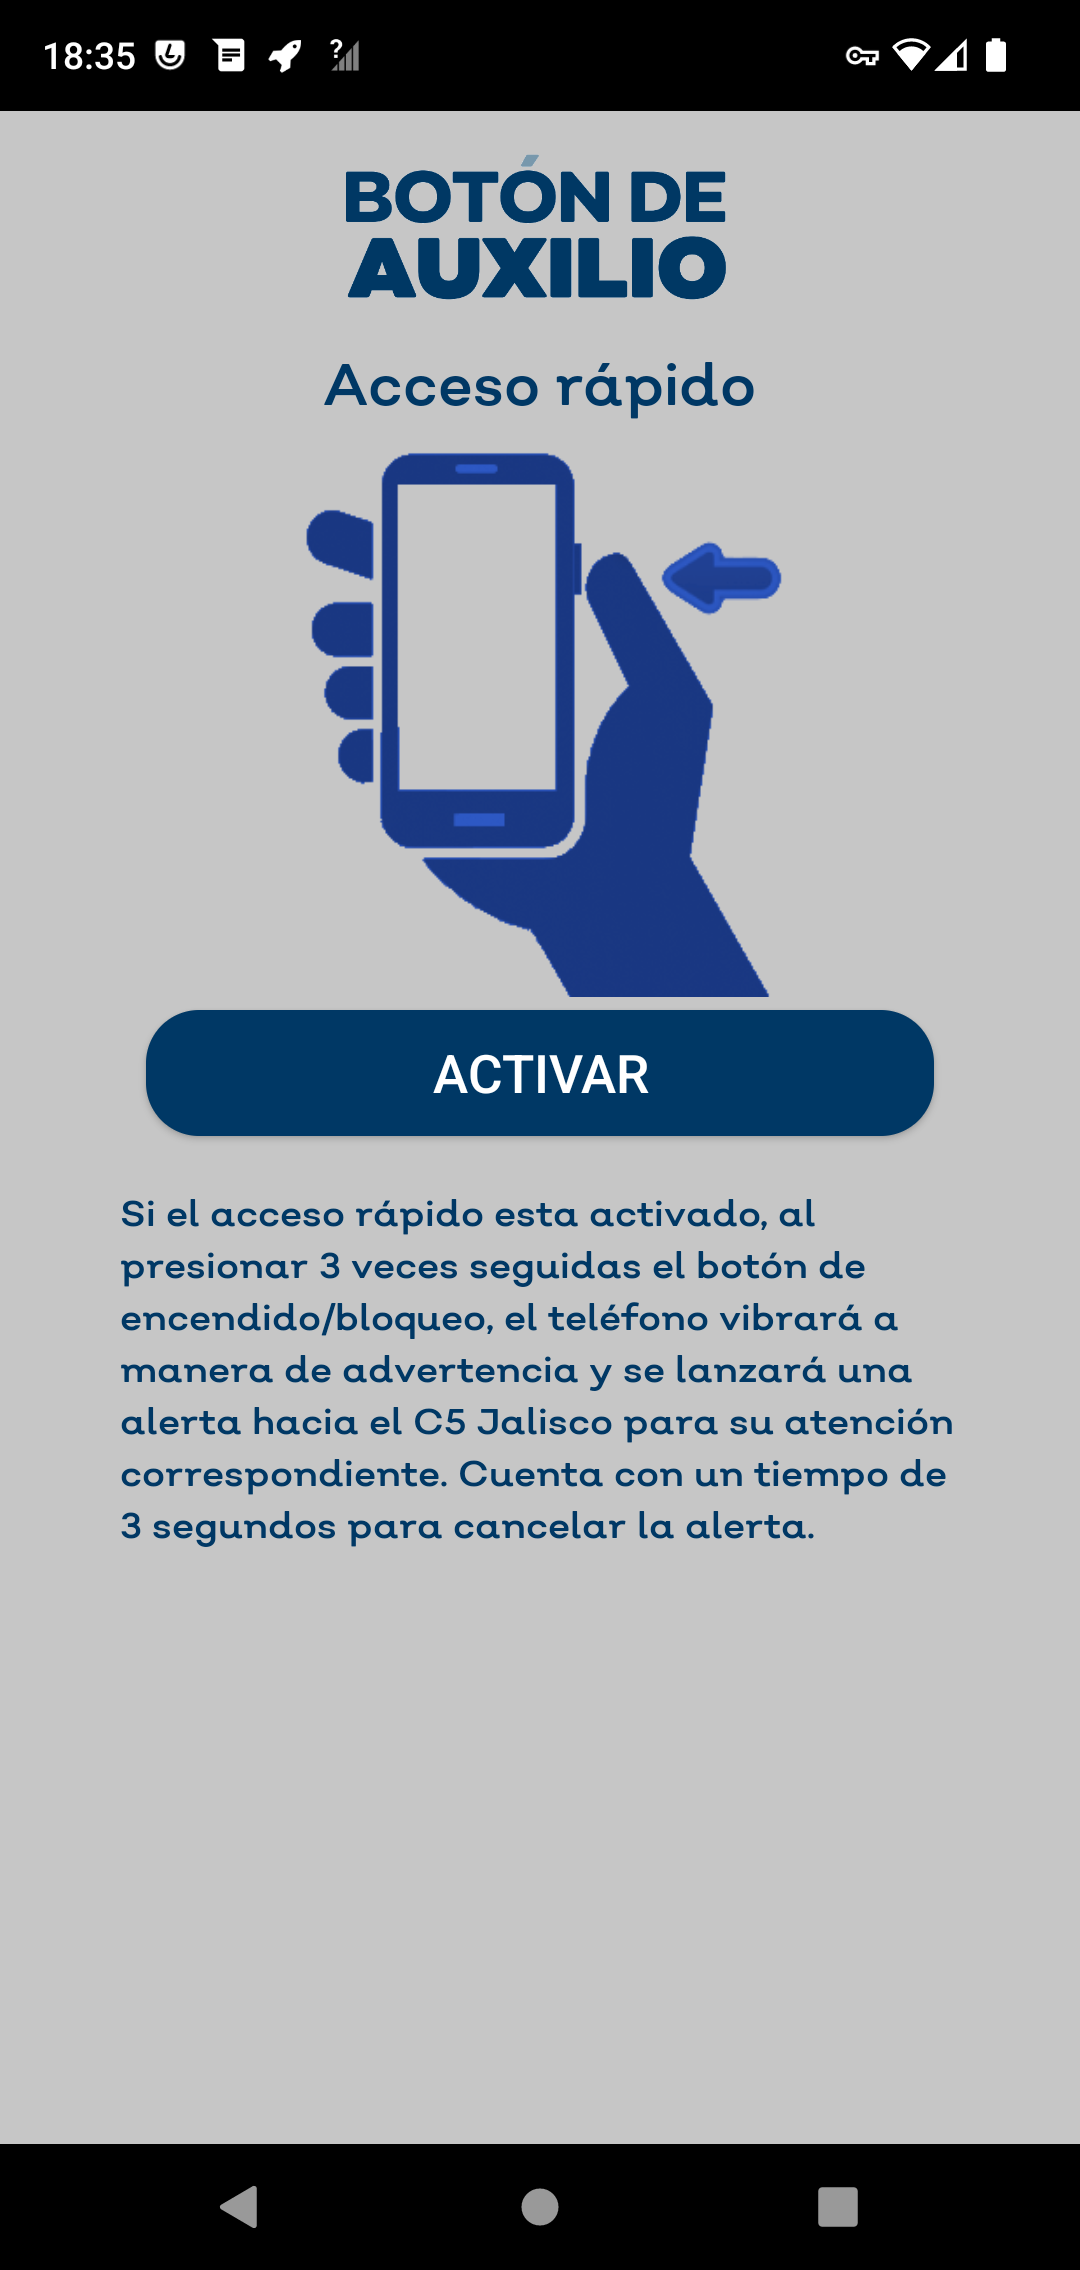 18:35
BOTÓN DE
AUXILIO
Acceso rápido
ACTIVAR
Si el acceso rápido esta activado, al
presionar 3 veces seguidas el botón de
encendido/bloqueo, el teléfono vibrará a
manera de advertencia y se lanzará una
alerta hacia el C5 Jalisco para su atención
correspondiente. Cuenta con un tiempo de
3 segundos para cancelar la alerta.